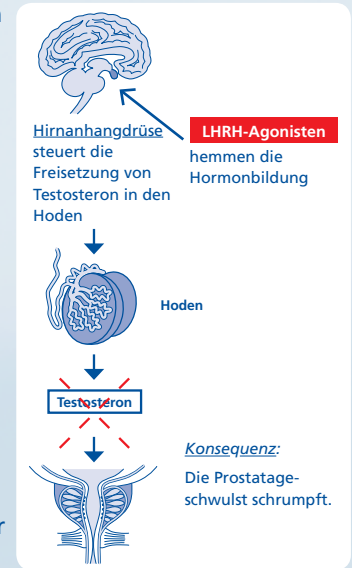 Hirnanhangdrüse
steuert die
Freisetzung von
Testosteron in den
Hoden
LHRH-Agonisten
hemmen die
Hormonbildung
Hoden
Testosteron
Konsequenz:
Die Prostatage-
schwulst schrumpft.